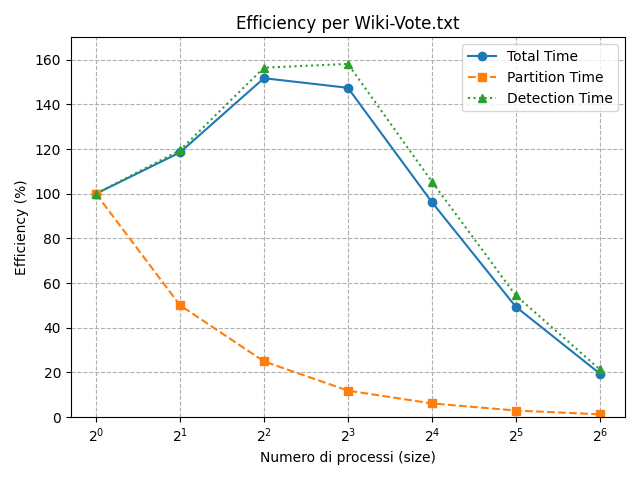 Efficiency per Wiki-Vote.txt
Efficiency (%)
160
140
120
100
80
60
40
20
0
Total Time
Partition Time
Detection Time
2⁰ 2¹ 2² 2³ 2⁴ 2⁵ 2⁶
Numero di processi (size)